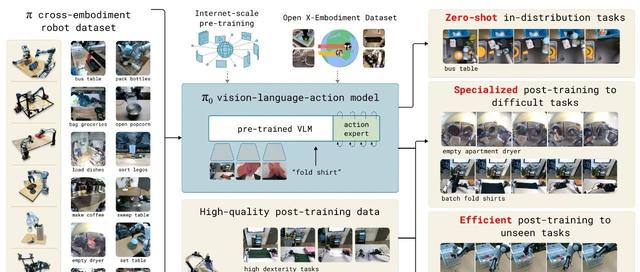 π cross-embodiment
robot dataset
bus table
pack bottles
bag groceries
open popcorn
load dishes
sort legos
make coffee
sweep table
empty dryer
set table
Internet-scale
pre-training
Open X-Embodiment Dataset
π₀ vision-language-action model
pre-trained VLM
action
expert
"fold shirt"
High-quality post-training data
high dexterity tasks
Zero-shot in-distribution tasks
bus table
Specialized post-training to
difficult tasks
empty apartment dryer
batch fold shirts
Efficient post-training to
unseen tasks